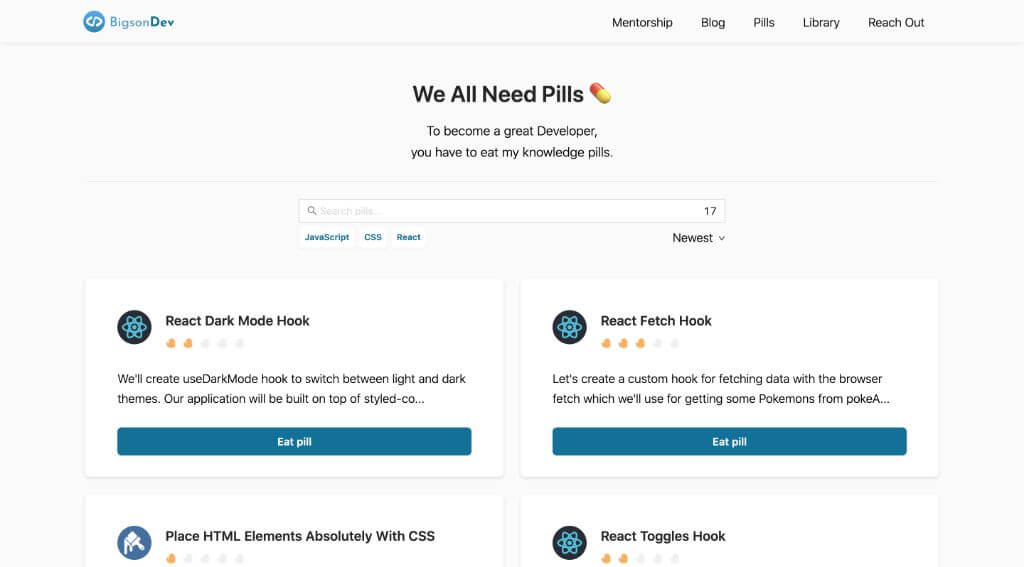 BigsonDev
Mentorship
Blog
Pills
Library
Reach Out
We All Need Pills
To become a great Developer,
you have to eat my knowledge pills.
Search pills...
17
JavaScript
CSS
React
Newest
React Dark Mode Hook
We'll create useDarkMode hook to switch between light and dark
themes. Our application will be built on top of styled-co...
Eat pill
React Fetch Hook
Let's create a custom hook for fetching data with the browser
fetch which we'll use for getting some Pokemons from pokeA...
Eat pill
Place HTML Elements Absolutely With CSS
React Toggles Hook